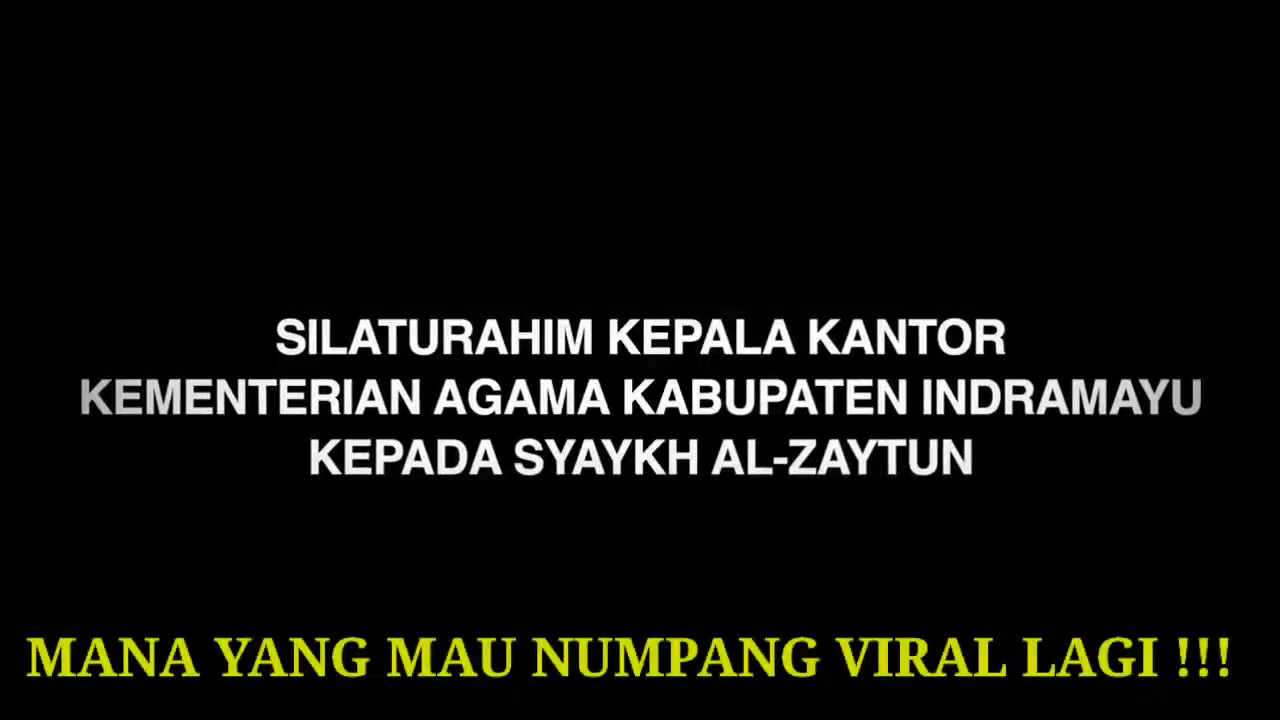 SILATURAHIM KEPALA KANTOR
KEMENTERIAN AGAMA KABUPATEN INDRAMAYU
KEPADA SYAYKH AL-ZAYTUN
MANA YANG MAU NUMPANG VIRAL LAGI !!!